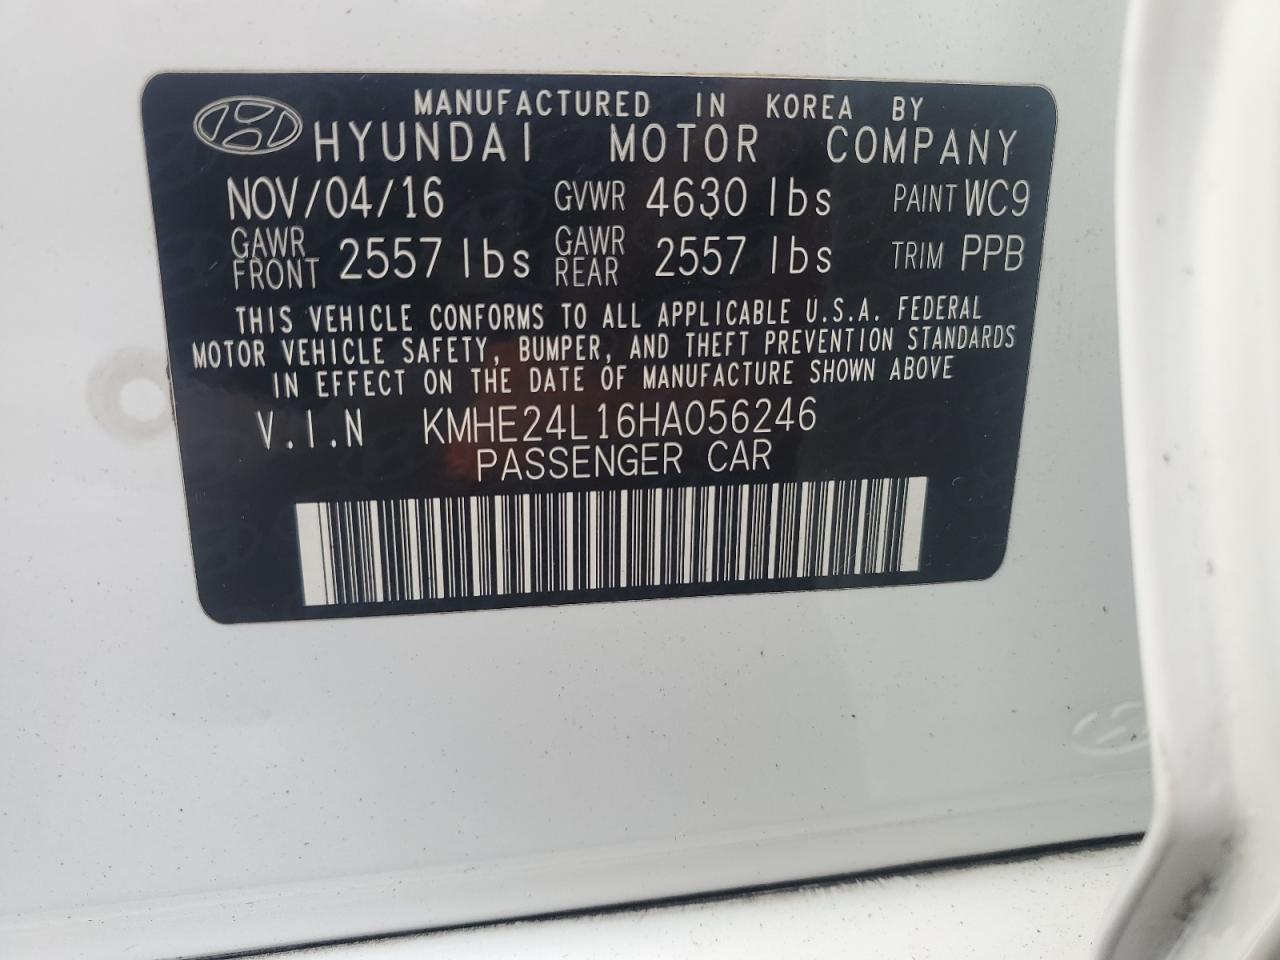 MANUFACTURED IN KOREA BY
HYUNDAI MOTOR COMPANY
NOV/04/16 GVWR 4630 lbs PAINT WC9
GAWR FRONT 2557 lbs GAWR REAR 2557 lbs TRIM PPB
THIS VEHICLE CONFORMS TO ALL APPLICABLE U.S.A. FEDERAL
MOTOR VEHICLE SAFETY, BUMPER, AND THEFT PREVENTION STANDARDS
IN EFFECT ON THE DATE OF MANUFACTURE SHOWN ABOVE
V.I.N KMHE24L16HA056246
PASSENGER CAR